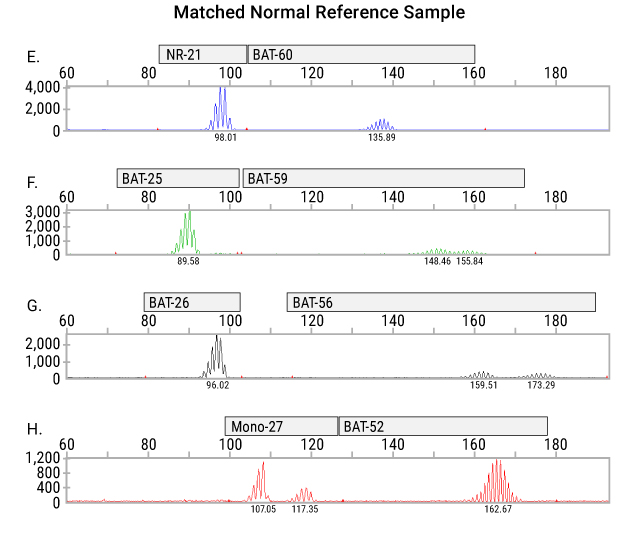 Matched Normal Reference Sample
E. NR-21 BAT-60
60 80 100 120 140 160 180
4,000
2,000
0
98.01 135.89
F. BAT-25 BAT-59
60 80 100 120 140 160 180
3,000
2,000
1,000
0
89.58 148.46 155.84
G. BAT-26 BAT-56
60 80 100 120 140 160 180
2,000
1,000
0
96.02 159.51 173.29
H. Mono-27 BAT-52
60 80 100 120 140 160 180
1,200
800
400
0
107.05 117.35 162.67